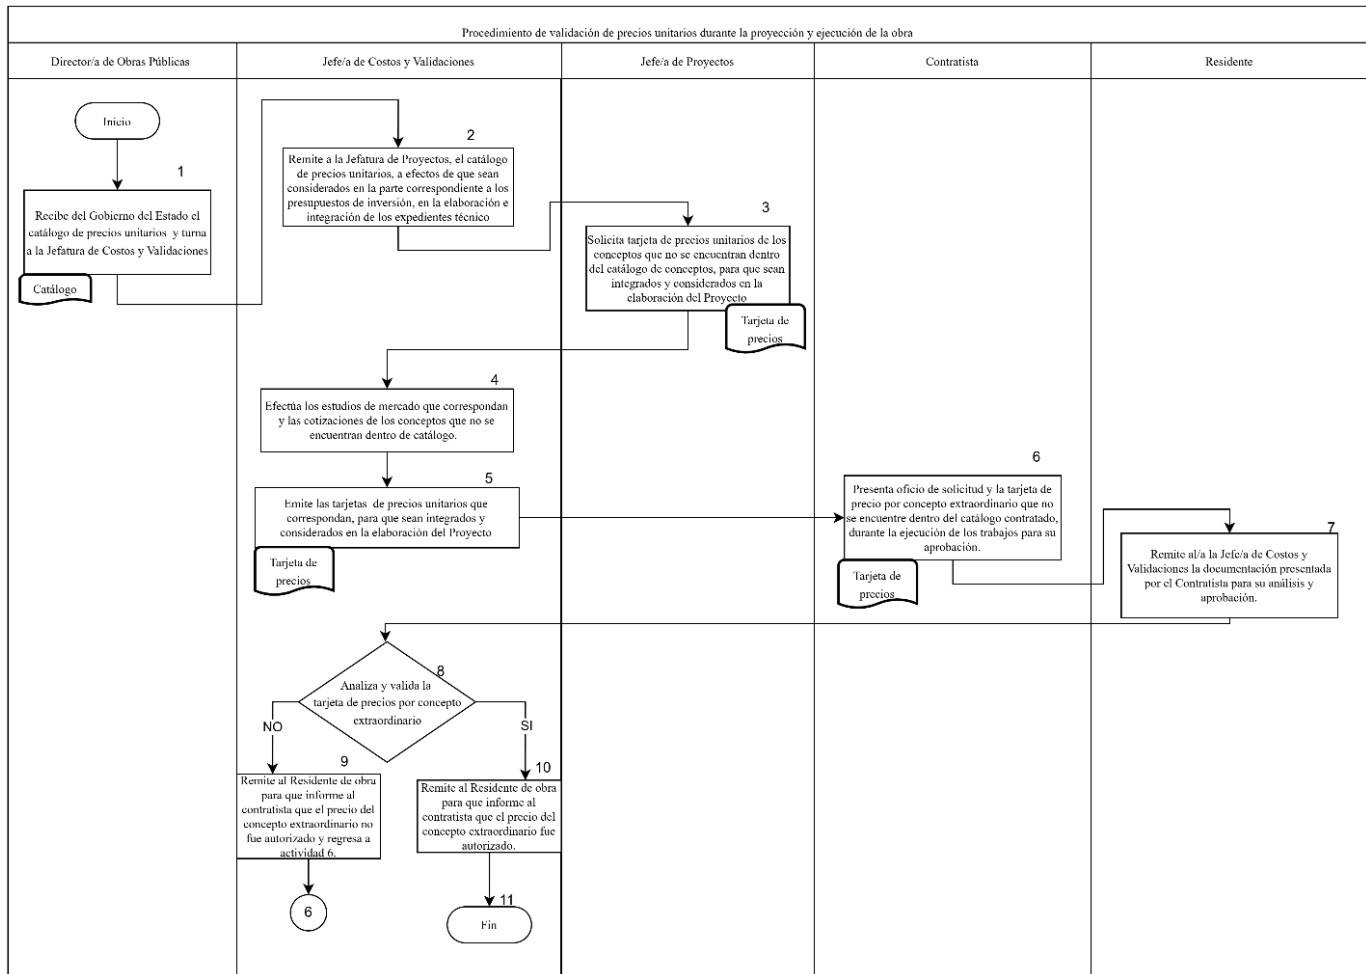 Procedimiento de validación de precios unitarios durante la proyección y ejecución de la obra
Director/a de Obras Públicas
Jefe/a de Costos y Validaciones
Jefe/a de Proyectos
Contratista
Residente
Inicio
1
Recibe del Gobierno del Estado el
catálogo de precios unitarios y turna
a la Jefatura de Costos y Validaciones
Catálogo
2
Remite a la Jefatura de Proyectos, el catálogo
de precios unitarios, a efectos de que sean
considerados en la parte correspondiente a los
presupuestos de inversión, en la elaboración e
integración de los expedientes técnico
3
Solicita tarjeta de precios unitarios de los
conceptos que no se encuentran dentro
del catálogo de conceptos, para que sean
integrados y considerados en la
elaboración del Proyecto
Tarjeta de
precios
4
Efectúa los estudios de mercado que correspondan
y las cotizaciones de los conceptos que no se
encuentran dentro de catálogo.
5
Emite las tarjetas de precios unitarios que
correspondan, para que sean integrados y
considerados en la elaboración del Proyecto
Tarjeta de
precios
6
Presenta oficio de solicitud y la tarjeta de
precio por concepto extraordinario que no
se encuentre dentro del catálogo contratado,
durante la ejecución de los trabajos para su
aprobación.
Tarjeta de
precios
7
Remite al/a la Jefe/a de Costos y
Validaciones la documentación presentada
por el Contratista para su análisis y
aprobación.
8
Analiza y valida la
tarjeta de precios por concepto
extraordinario
NO
SI
9
Remite al Residente de obra
para que informe al
contratista que el precio del
concepto extraordinario no
fue autorizado y regresa a
actividad 6.
6
10
Remite al Residente de obra
para que informe al
contratista que el precio del
concepto extraordinario fue
autorizado.
11
Fin